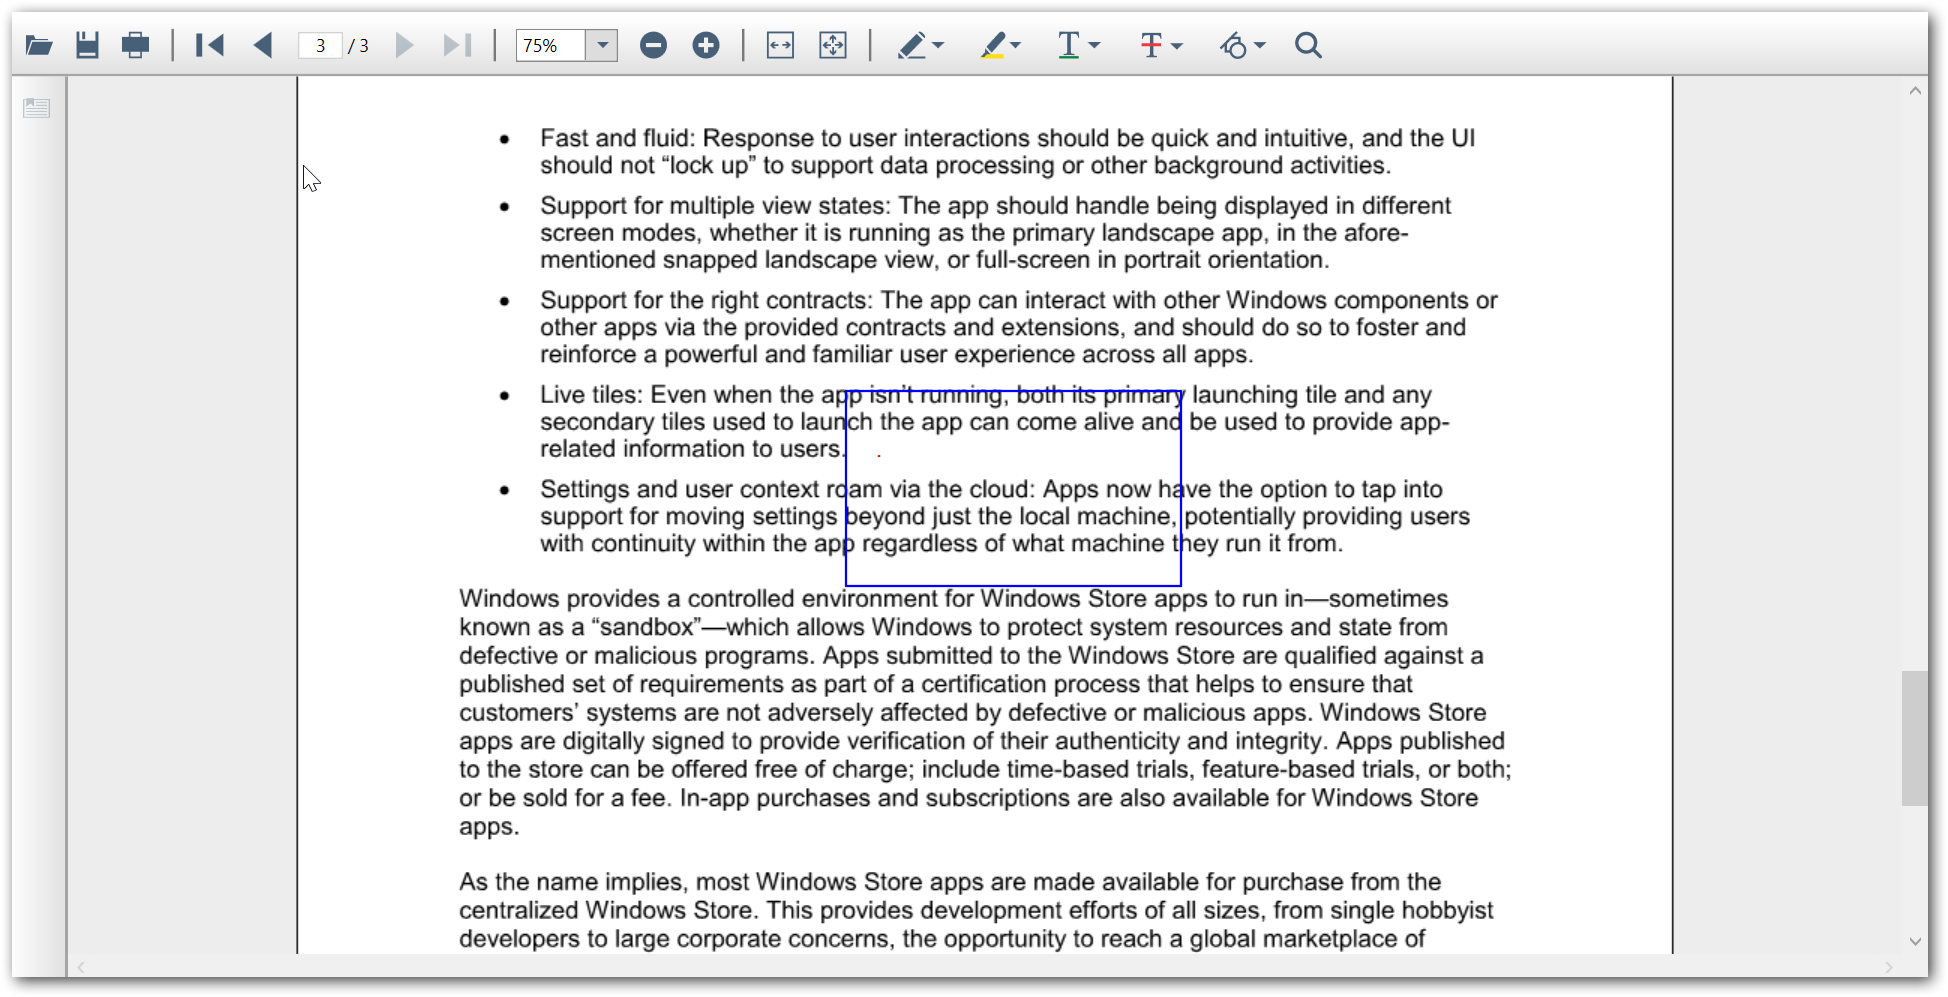 3 / 3
75%
• Fast and fluid: Response to user interactions should be quick and intuitive, and the UI
should not “lock up” to support data processing or other background activities.
• Support for multiple view states: The app should handle being displayed in different
screen modes, whether it is running as the primary landscape app, in the afore-
mentioned snapped landscape view, or full-screen in portrait orientation.
• Support for the right contracts: The app can interact with other Windows components or
other apps via the provided contracts and extensions, and should do so to foster and
reinforce a powerful and familiar user experience across all apps.
• Live tiles: Even when the app isn’t running, both its primary launching tile and any
secondary tiles used to launch the app can come alive and be used to provide app-
related information to users.
• Settings and user context roam via the cloud: Apps now have the option to tap into
support for moving settings beyond just the local machine, potentially providing users
with continuity within the app regardless of what machine they run it from.
Windows provides a controlled environment for Windows Store apps to run in—sometimes
known as a “sandbox”—which allows Windows to protect system resources and state from
defective or malicious programs. Apps submitted to the Windows Store are qualified against a
published set of requirements as part of a certification process that helps to ensure that
customers’ systems are not adversely affected by defective or malicious apps. Windows Store
apps are digitally signed to provide verification of their authenticity and integrity. Apps published
to the store can be offered free of charge; include time-based trials, feature-based trials, or both;
or be sold for a fee. In-app purchases and subscriptions are also available for Windows Store
apps.
As the name implies, most Windows Store apps are made available for purchase from the
centralized Windows Store. This provides development efforts of all sizes, from single hobbyist
developers to large corporate concerns, the opportunity to reach a global marketplace of